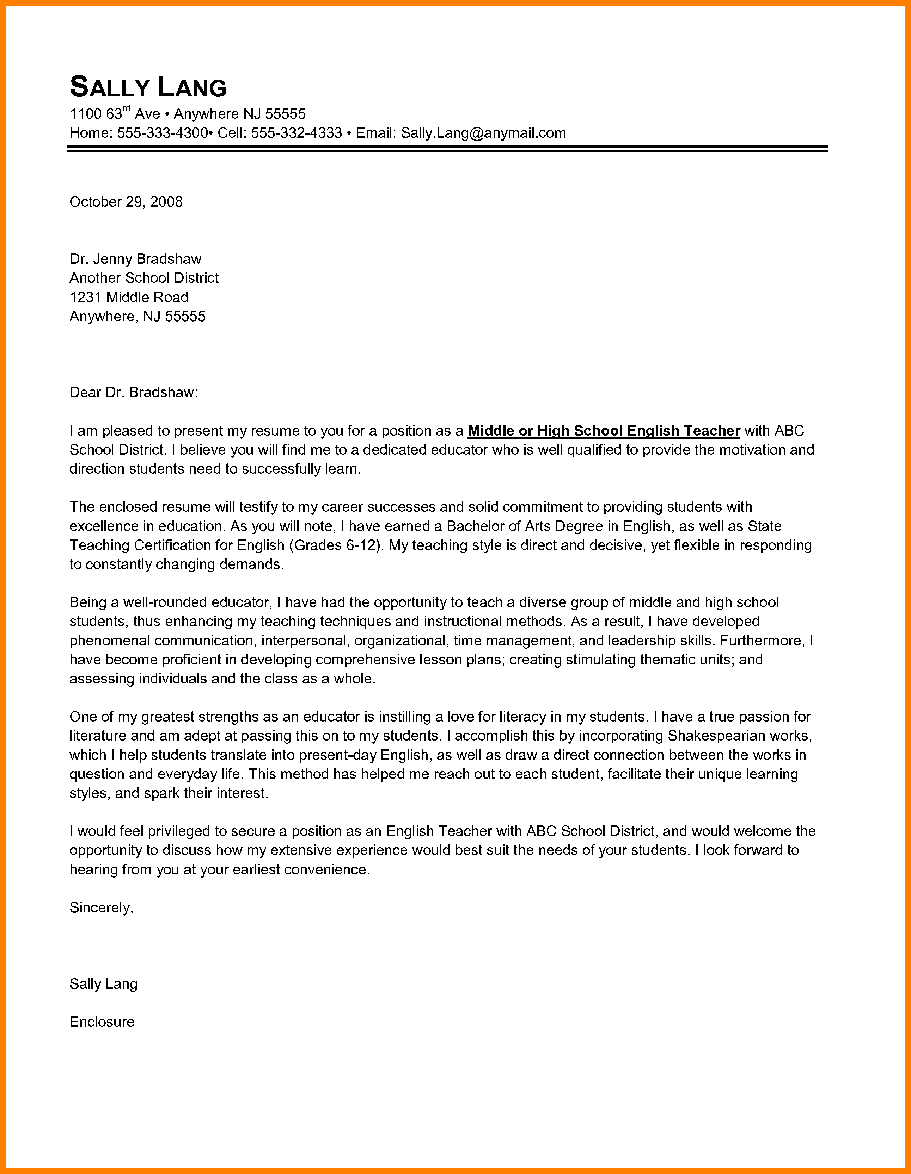 SALLY LANG
1100 63rd Ave • Anywhere NJ 55555
Home: 555-333-4300• Cell: 555-332-4333 • Email: Sally.Lang@anymail.com
October 29, 2008
Dr. Jenny Bradshaw
Another School District
1231 Middle Road
Anywhere, NJ 55555
Dear Dr. Bradshaw:
I am pleased to present my resume to you for a position as a Middle or High School English Teacher with ABC
School District. I believe you will find me to a dedicated educator who is well qualified to provide the motivation and
direction students need to successfully learn.
The enclosed resume will testify to my career successes and solid commitment to providing students with
excellence in education. As you will note, I have earned a Bachelor of Arts Degree in English, as well as State
Teaching Certification for English (Grades 6-12). My teaching style is direct and decisive, yet flexible in responding
to constantly changing demands.
Being a well-rounded educator, I have had the opportunity to teach a diverse group of middle and high school
students, thus enhancing my teaching techniques and instructional methods. As a result, I have developed
phenomenal communication, interpersonal, organizational, time management, and leadership skills. Furthermore, I
have become proficient in developing comprehensive lesson plans; creating stimulating thematic units; and
assessing individuals and the class as a whole.
One of my greatest strengths as an educator is instilling a love for literacy in my students. I have a true passion for
literature and am adept at passing this on to my students. I accomplish this by incorporating Shakespearian works,
which I help students translate into present-day English, as well as draw a direct connection between the works in
question and everyday life. This method has helped me reach out to each student, facilitate their unique learning
styles, and spark their interest.
I would feel privileged to secure a position as an English Teacher with ABC School District, and would welcome the
opportunity to discuss how my extensive experience would best suit the needs of your students. I look forward to
hearing from you at your earliest convenience.
Sincerely,
Sally Lang
Enclosure